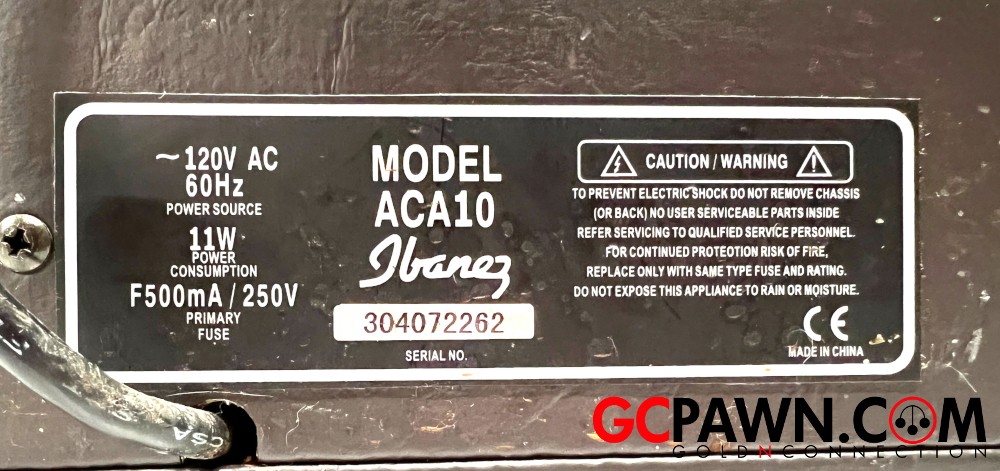 ~120V AC
60Hz
POWER SOURCE
11W
POWER
CONSUMPTION
F500mA / 250V
PRIMARY
FUSE
MODEL
ACA10
Ibanez
304072262
SERIAL NO.
CAUTION / WARNING
TO PREVENT ELECTRIC SHOCK DO NOT REMOVE CHASSIS
(OR BACK) NO USER SERVICEABLE PARTS INSIDE
REFER SERVICING TO QUALIFIED SERVICE PERSONNEL.
FOR CONTINUED PROTEOTION RISK OF FIRE,
REPLACE ONLY WITH SAME TYPE FUSE AND RATING.
DO NOT EXPOSE THIS APPLIANCE TO RAIN OR MOISTURE.
CE
MADE IN CHINA
CSA
GCPAWN.COM
GOLDNCONNECTION